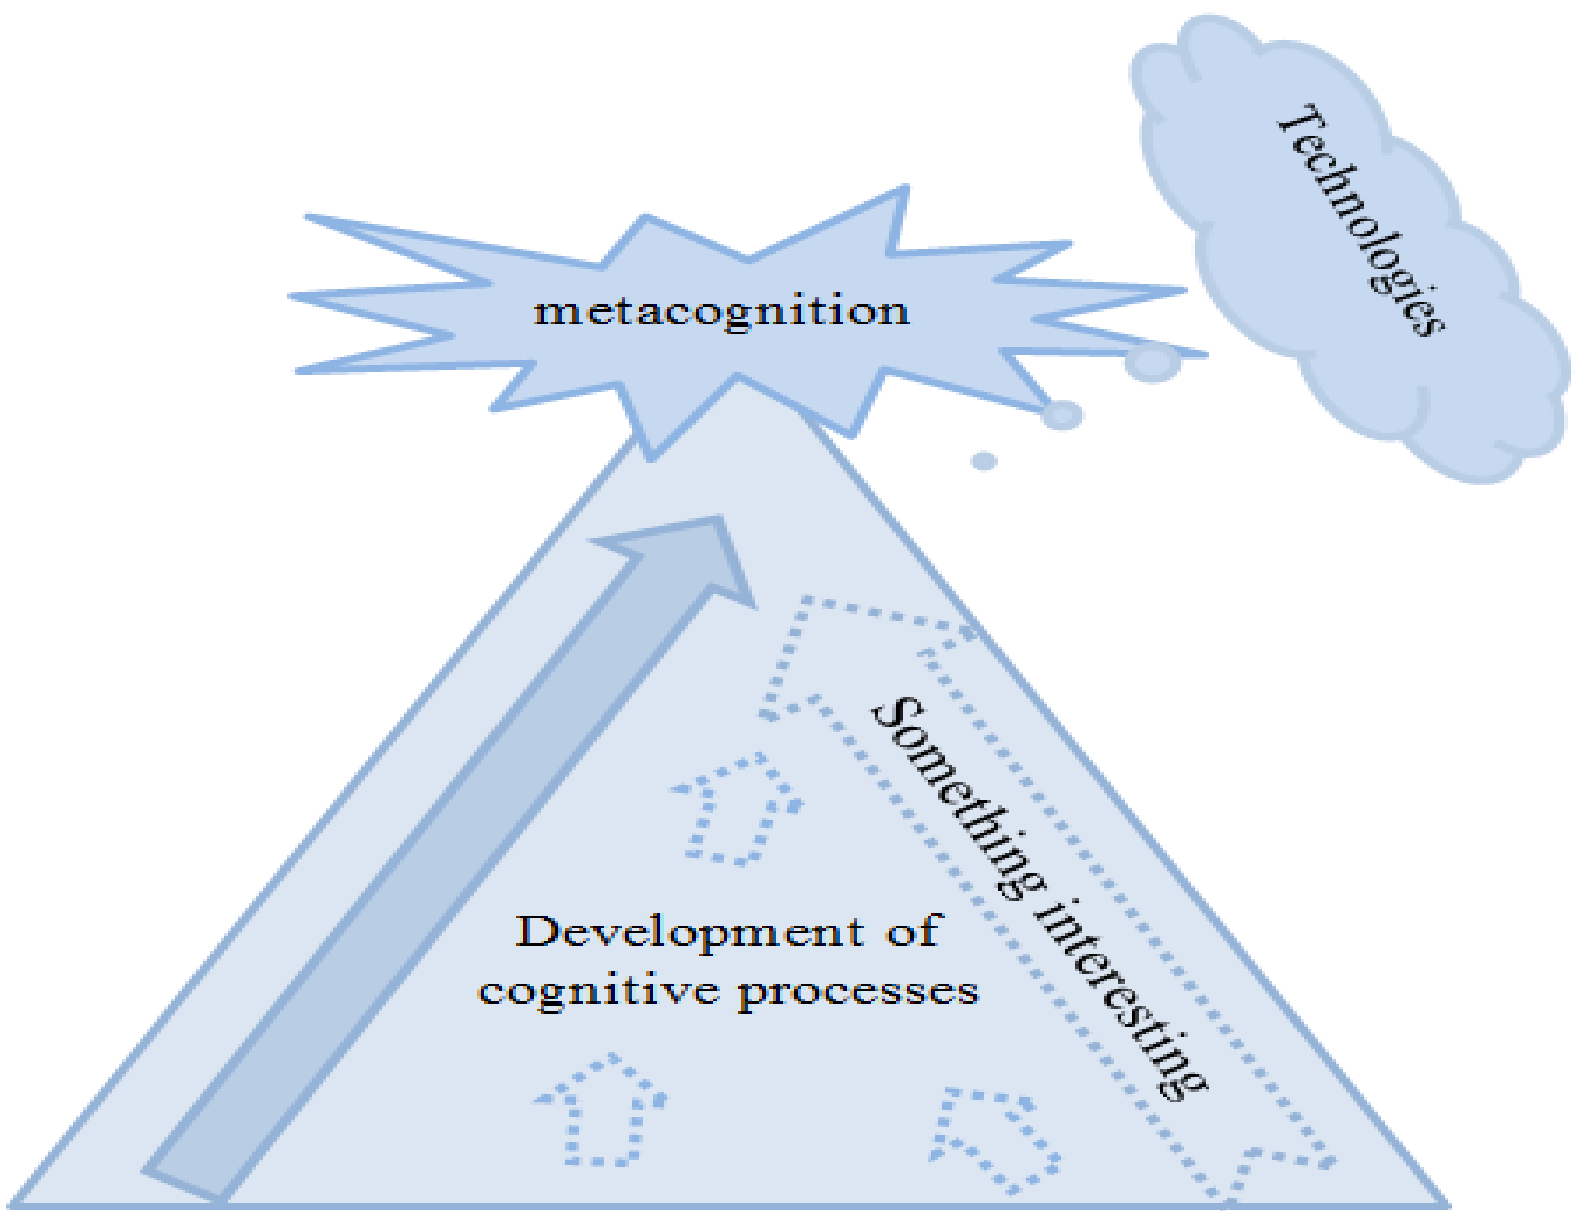 Technologies
metacognition
Something interesting
Development of
cognitive processes